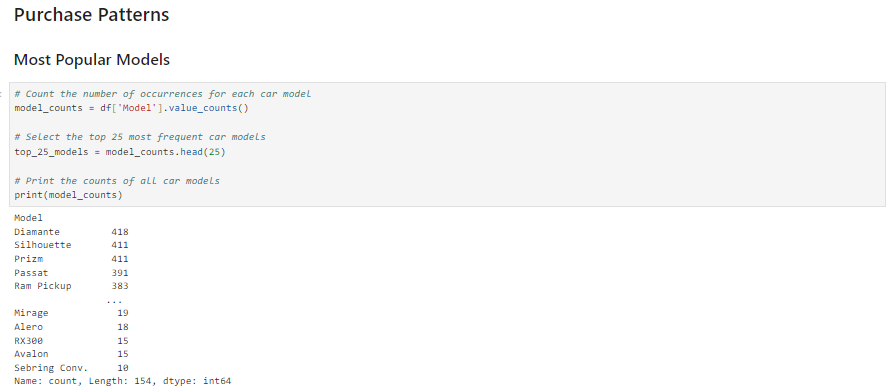 Purchase Patterns
Most Popular Models
# Count the number of occurrences for each car model
model_counts = df['Model'].value_counts()
# Select the top 25 most frequent car models
top_25_models = model_counts.head(25)
# Print the counts of all car models
print(model_counts)
Model
Diamante 418
Silhouette 411
Prizm 411
Passat 391
Ram Pickup 383
...
Mirage 19
Alero 18
RX300 15
Avalon 15
Sebring Conv. 10
Name: count, Length: 154, dtype: int64